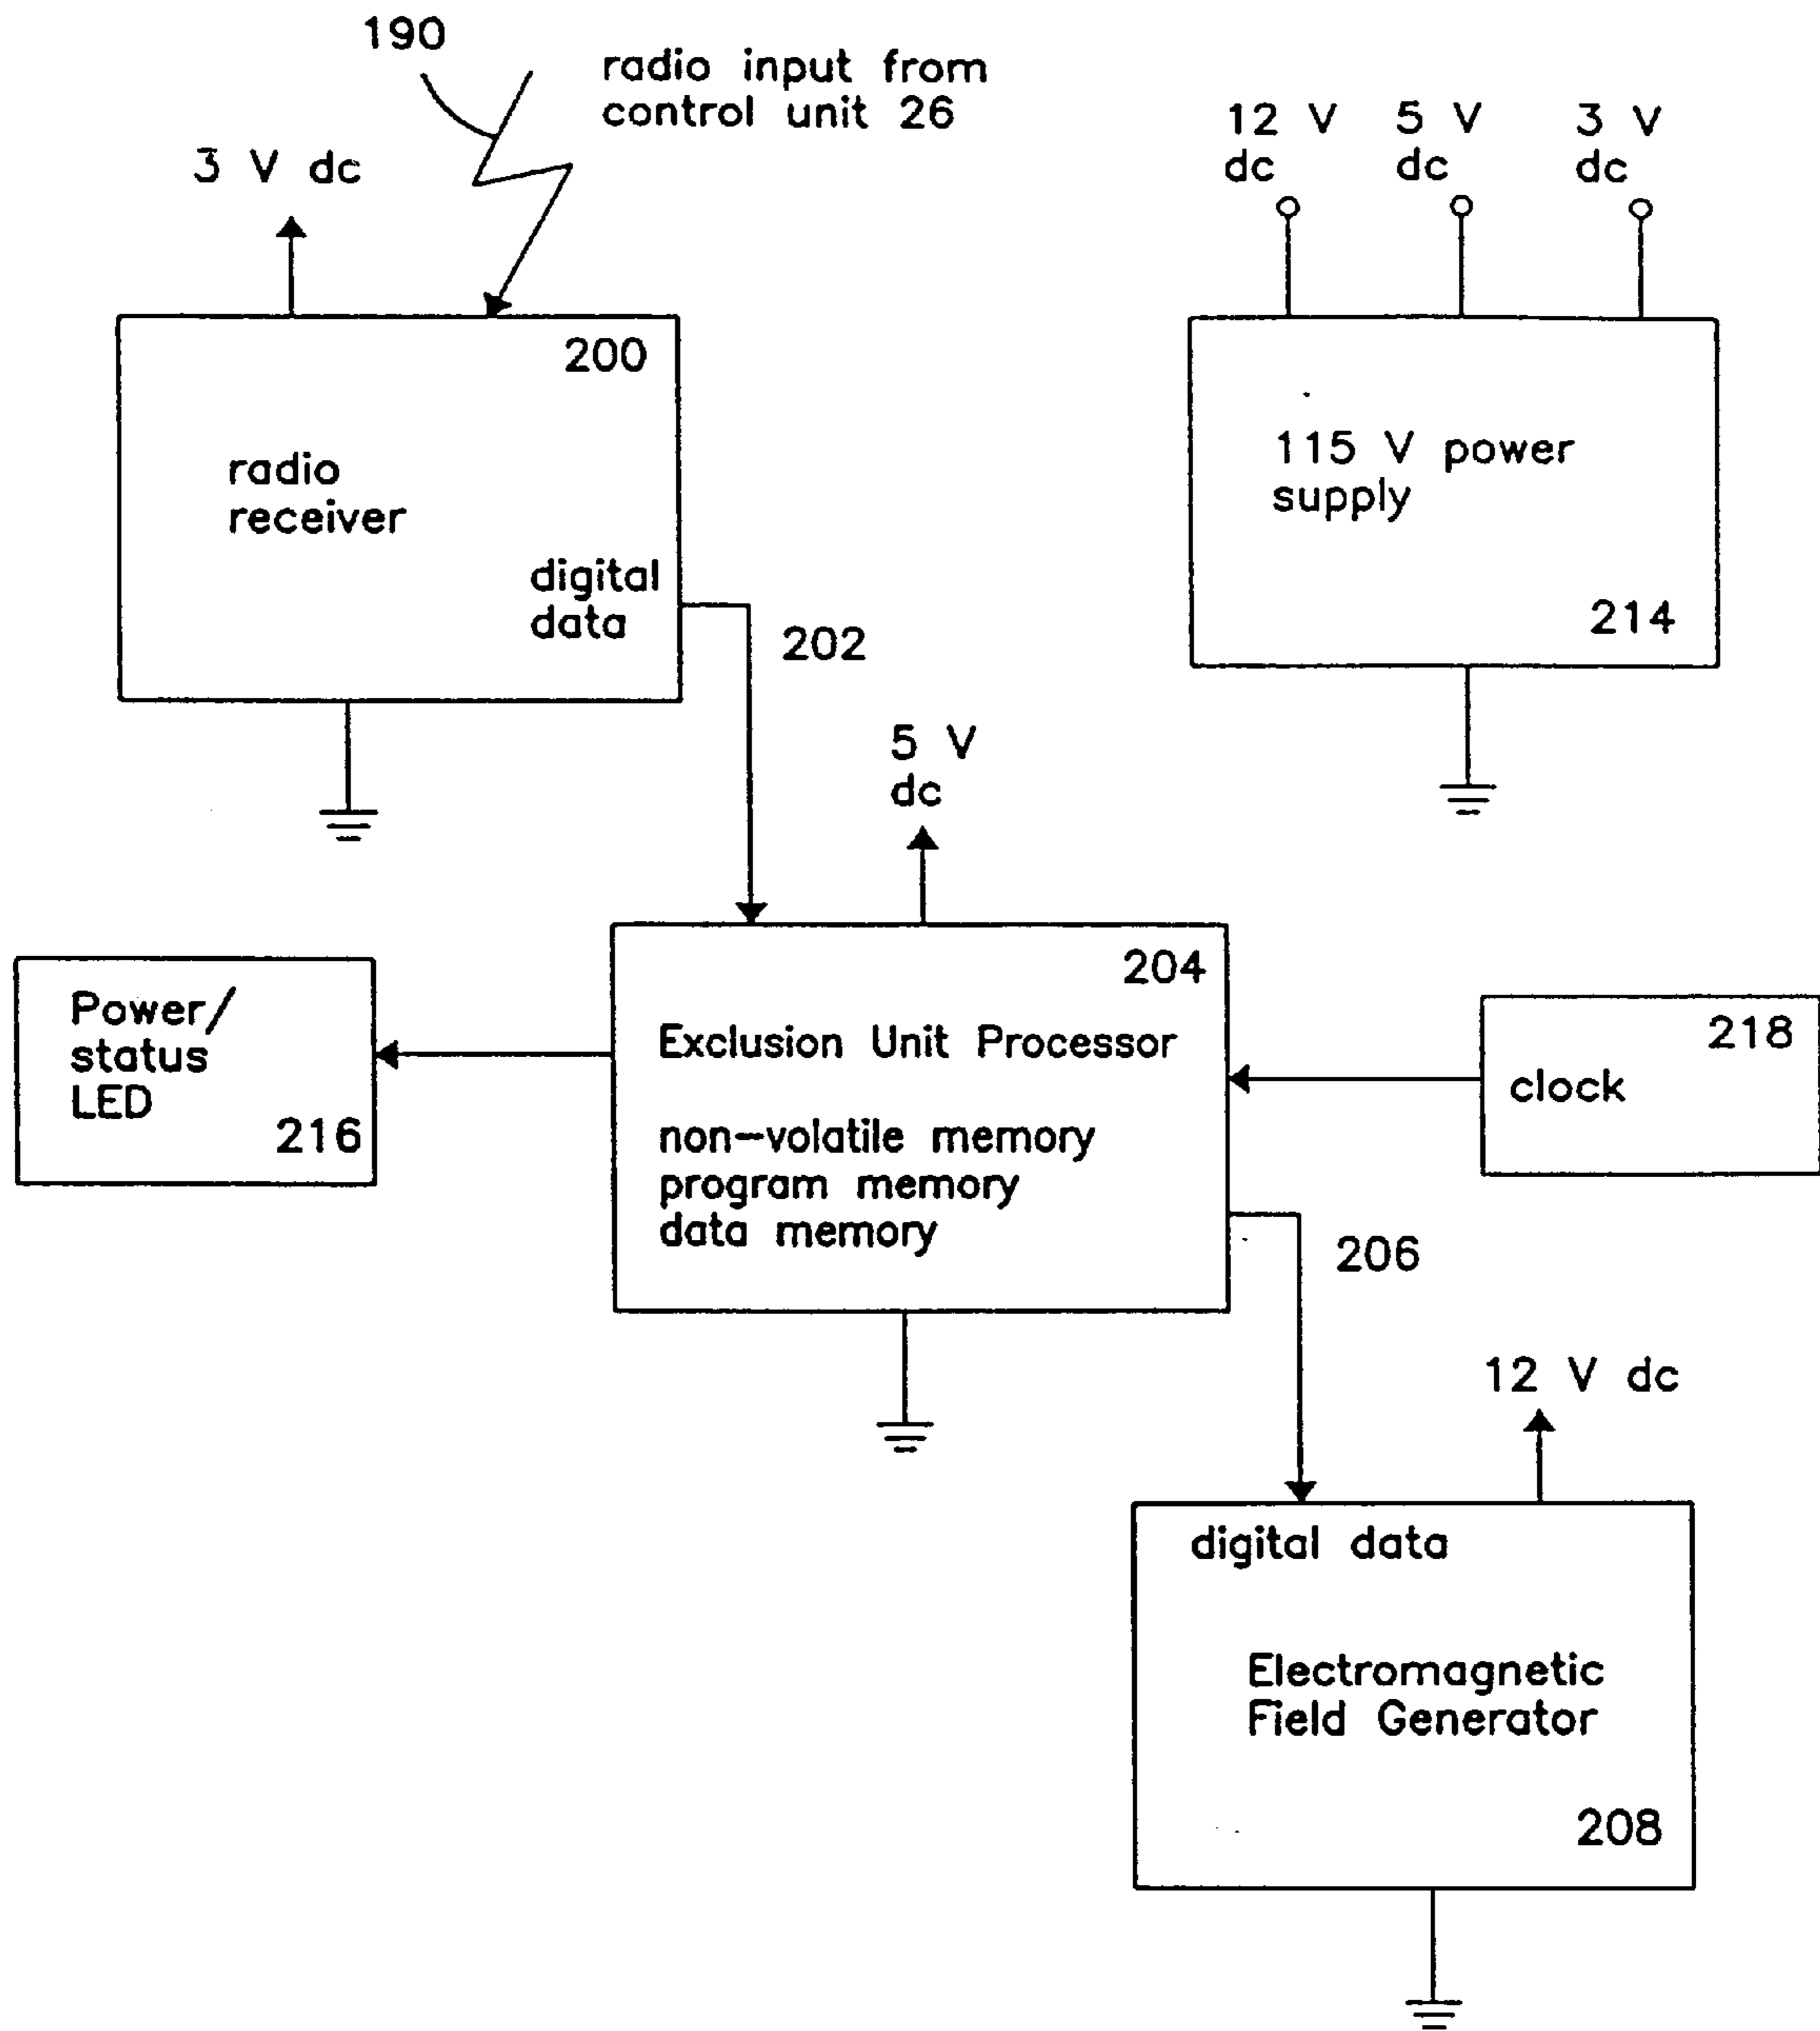 190
radio input from
control unit 26
3 V dc
12 V
dc
5 V
dc
3 V
dc
200
radio
receiver
digital
data
202
115 V power
supply
214
5 V
dc
204
Exclusion Unit Processor
non-volatile memory
program memory
data memory
Power/
status
LED
216
218
clock
206
12 V dc
digital data
Electromagnetic
Field Generator
208